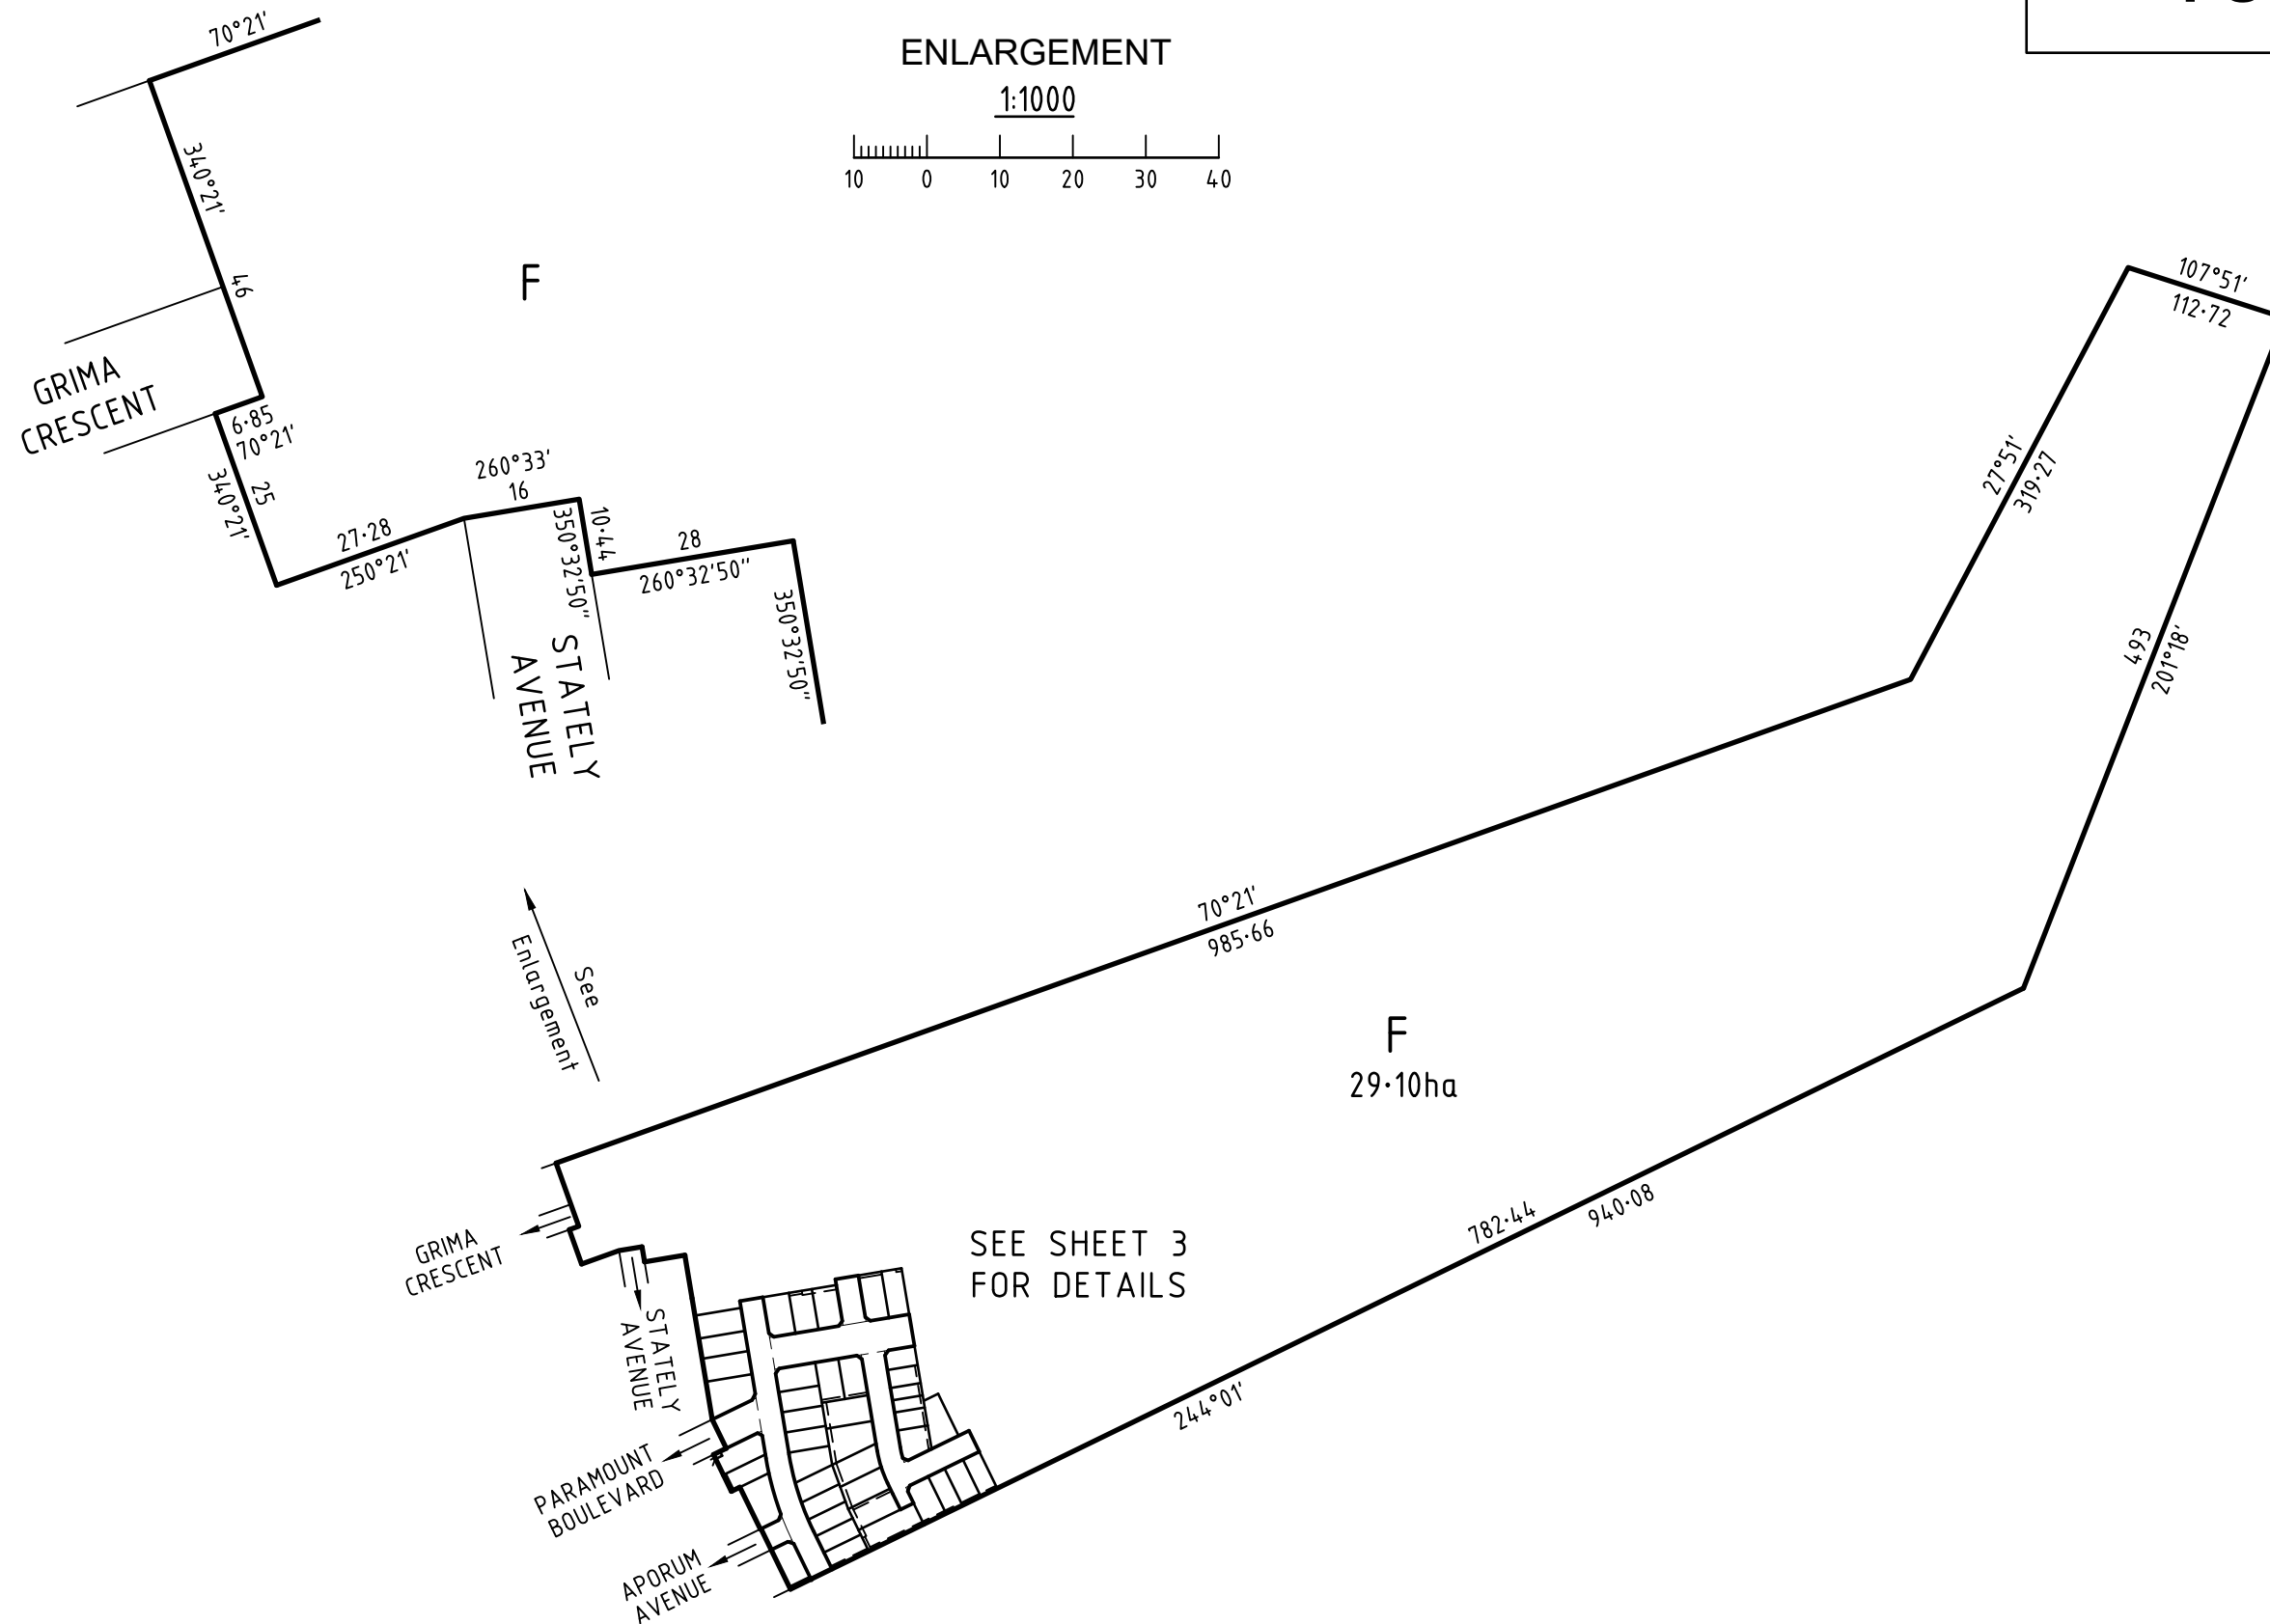 ENLARGEMENT
1:1000
10 0 10 20 30 40
70°21'
340°21'
46
F
GRIMA
CRESCENT
6·85
70°21'
340°21'
25
27·28
250°21'
260°33'
16
10·44
350°32'50"
28
260°32'50"
350°32'50"
STATELY
AVENUE
107°51'
112·72
27°51'
319·27
493
201°18'
70°21'
985·66
See
Enlargement
F
29·10ha
782·44
940·08
244°01'
SEE SHEET 3
FOR DETAILS
GRIMA
CRESCENT
STATELY
AVENUE
PARAMOUNT
BOULEVARD
APORUM
AVENUE